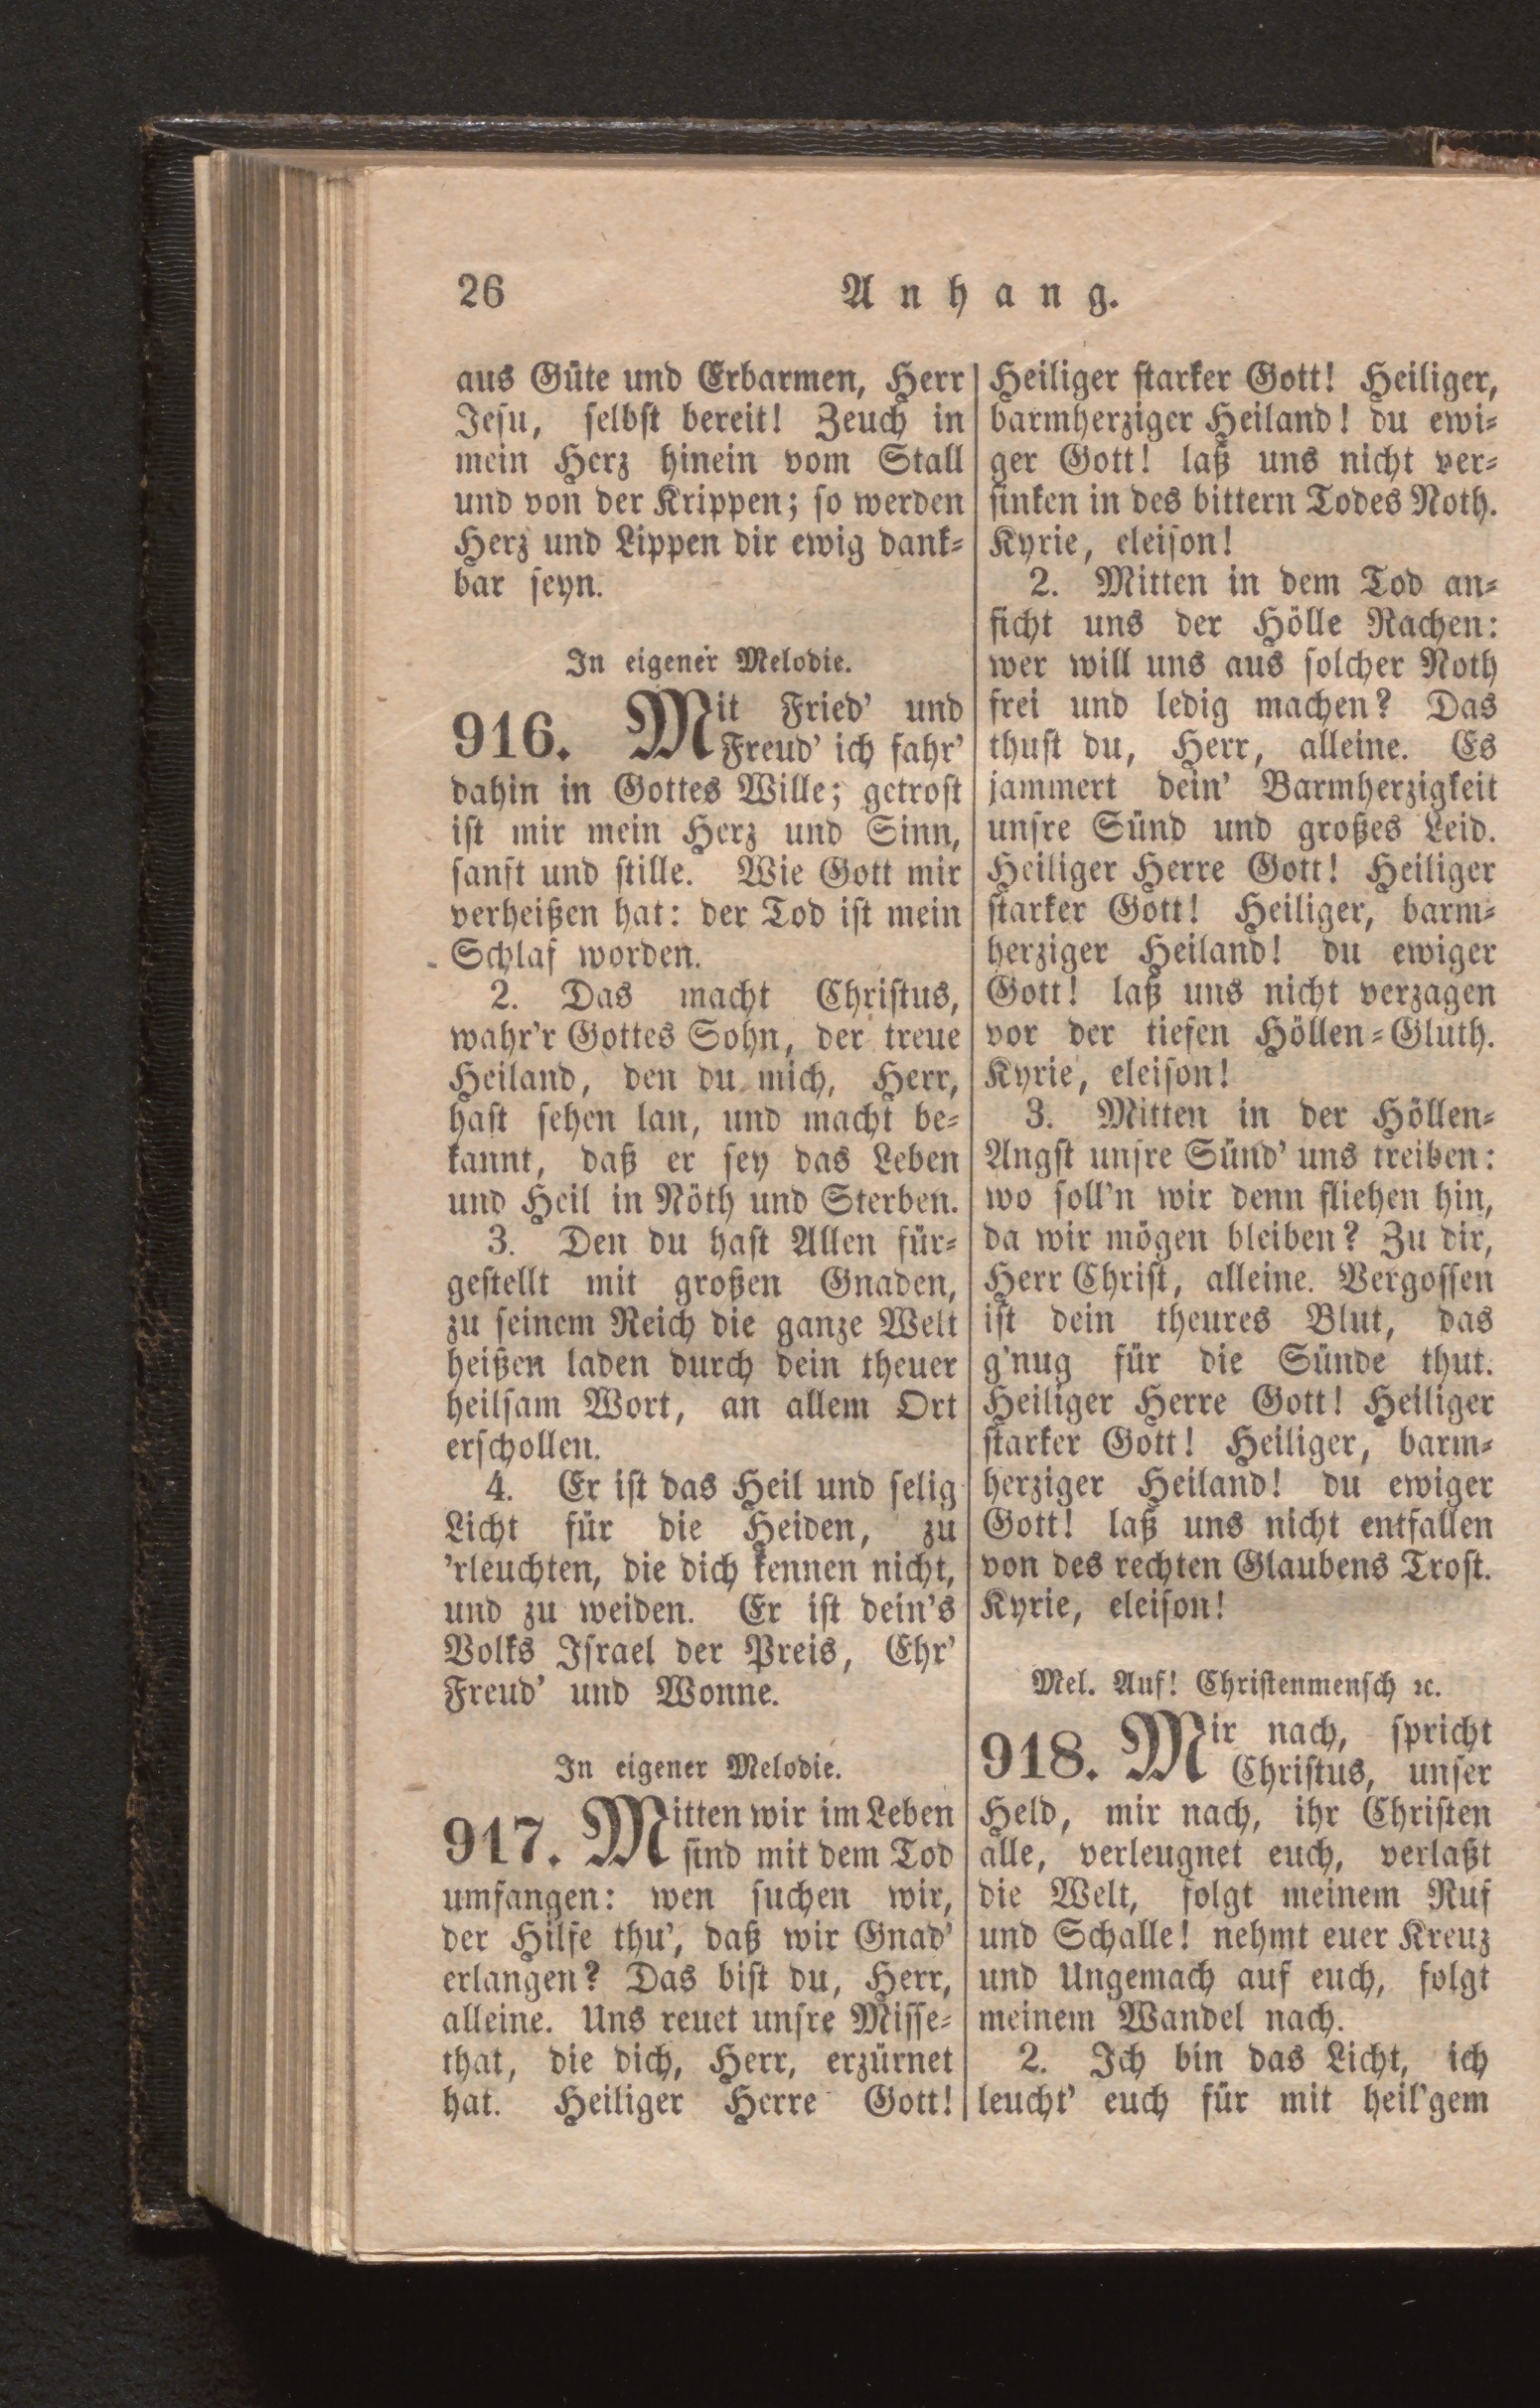 26
Anhang.
aus Güte und Erbarmen, Herr
Jesu, selbst bereit! Zeuch in
mein Herz hinein vom Stall
und von der Krippen; so werden
Herz und Lippen dir ewig dank-
bar seyn.
In eigener Melodie.
916. Mit Fried' und
Freud' ich fahr'
dahin in Gottes Wille; getrost
ist mir mein Herz und Sinn,
sanft und stille. Wie Gott mir
verheißen hat: der Tod ist mein
Schlaf worden.
2. Das macht Christus,
wahr'r Gottes Sohn, der treue
Heiland, den du mich, Herr,
hast sehen lan, und macht be-
kannt, daß er sey das Leben
und Heil in Nöth und Sterben.
3. Den du hast Allen für-
gestellt mit großen Gnaden,
zu seinem Reich die ganze Welt
heißen laden durch dein theuer
heilsam Wort, an allem Ort
erschollen.
4. Er ist das Heil und selig
Licht für die Heiden, zu
'rleuchten, die dich kennen nicht,
und zu weiden. Er ist dein's
Volks Israel der Preis, Ehr'
Freud' und Wonne.
In eigener Melodie.
917. Mitten wir im Leben
sind mit dem Tod
umfangen: wen suchen wir,
der Hilfe thu', daß wir Gnad'
erlangen? Das bist du, Herr,
alleine. Uns reuet unsre Misse-
that, die dich, Herr, erzürnet
hat. Heiliger Herre Gott!
Heiliger starker Gott! Heiliger,
barmherziger Heiland! du ewi-
ger Gott! laß uns nicht ver-
sinken in des bittern Todes Noth.
Kyrie, eleison!
2. Mitten in dem Tod an-
ficht uns der Hölle Rachen:
wer will uns aus solcher Noth
frei und ledig machen? Das
thust du, Herr, alleine. Es
jammert dein' Barmherzigkeit
unsre Sünd und großes Leid.
Heiliger Herre Gott! Heiliger
starker Gott! Heiliger, barm-
herziger Heiland! du ewiger
Gott! laß uns nicht verzagen
vor der tiefen Höllen-Gluth.
Kyrie, eleison!
3. Mitten in der Höllen-
Angst unsre Sünd' uns treiben:
wo soll'n wir denn fliehen hin,
da wir mögen bleiben? Zu dir,
Herr Christ, alleine. Vergossen
ist dein theures Blut, das
g'nug für die Sünde thut.
Heiliger Herre Gott! Heiliger
starker Gott! Heiliger, barm-
herziger Heiland! du ewiger
Gott! laß uns nicht entfallen
von des rechten Glaubens Trost.
Kyrie, eleison!
Mel. Auf! Christenmensch ꝛc.
918. Mir nach, spricht
Christus, unser
Held, mir nach, ihr Christen
alle, verleugnet euch, verlaßt
die Welt, folgt meinem Ruf
und Schalle! nehmt euer Kreuz
und Ungemach auf euch, folgt
meinem Wandel nach.
2. Ich bin das Licht, ich
leucht' euch für mit heil'gem